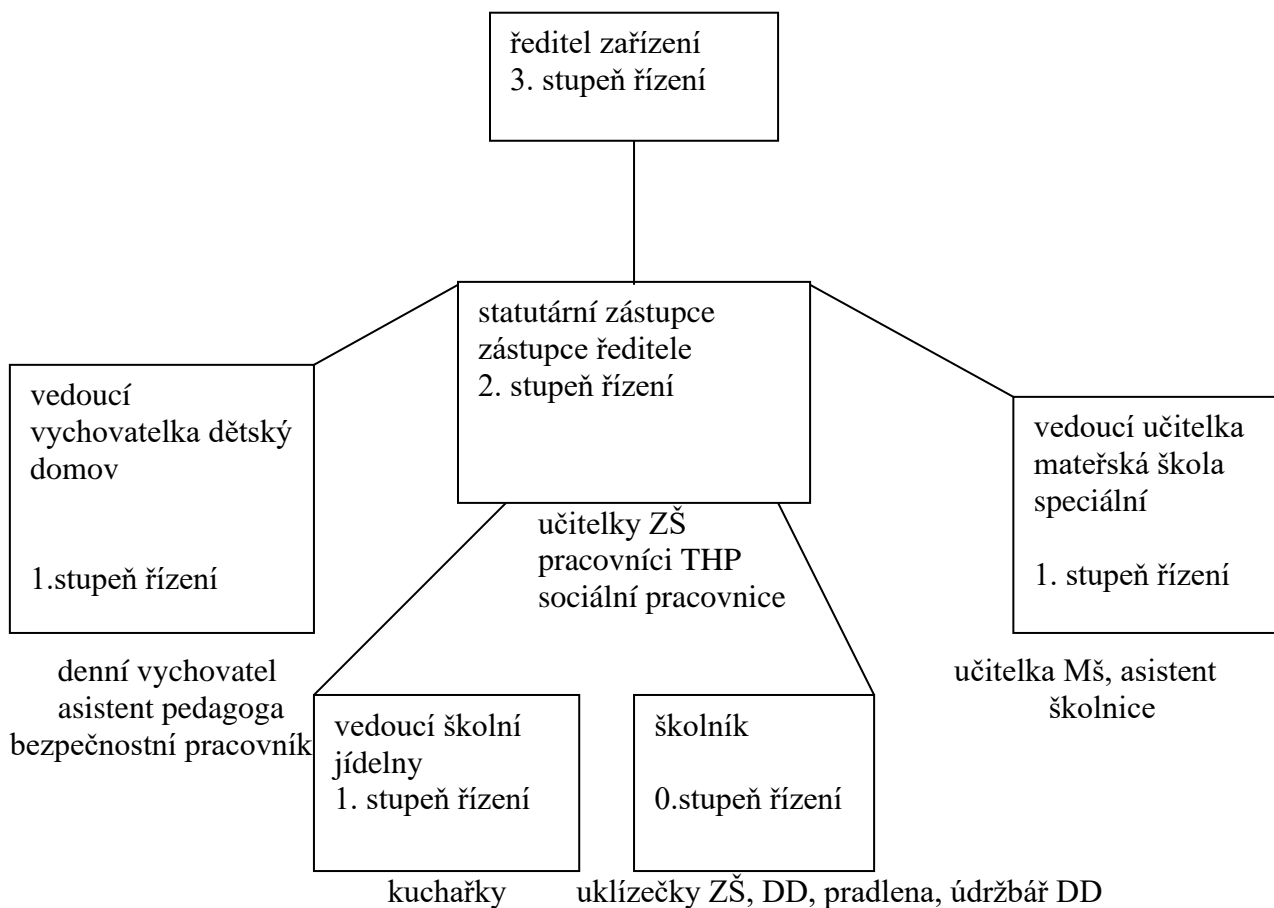 ředitel zařízení
3. stupeň řízení
statutární zástupce
zástupce ředitele
2. stupeň řízení
vedoucí
vychovatelka dětský
domov
1.stupeň řízení
vedoucí učitelka
mateřská škola
speciální
1. stupeň řízení
učitelky ZŠ
pracovníci THP
sociální pracovnice
denní vychovatel
asistent pedagoga
bezpečnostní pracovník
učitelka Mš, asistent
školnice
vedoucí školní
jídelny
1. stupeň řízení
školník
0.stupeň řízení
kuchařky
uklízečky ZŠ, DD, pradlena, údržbář DD